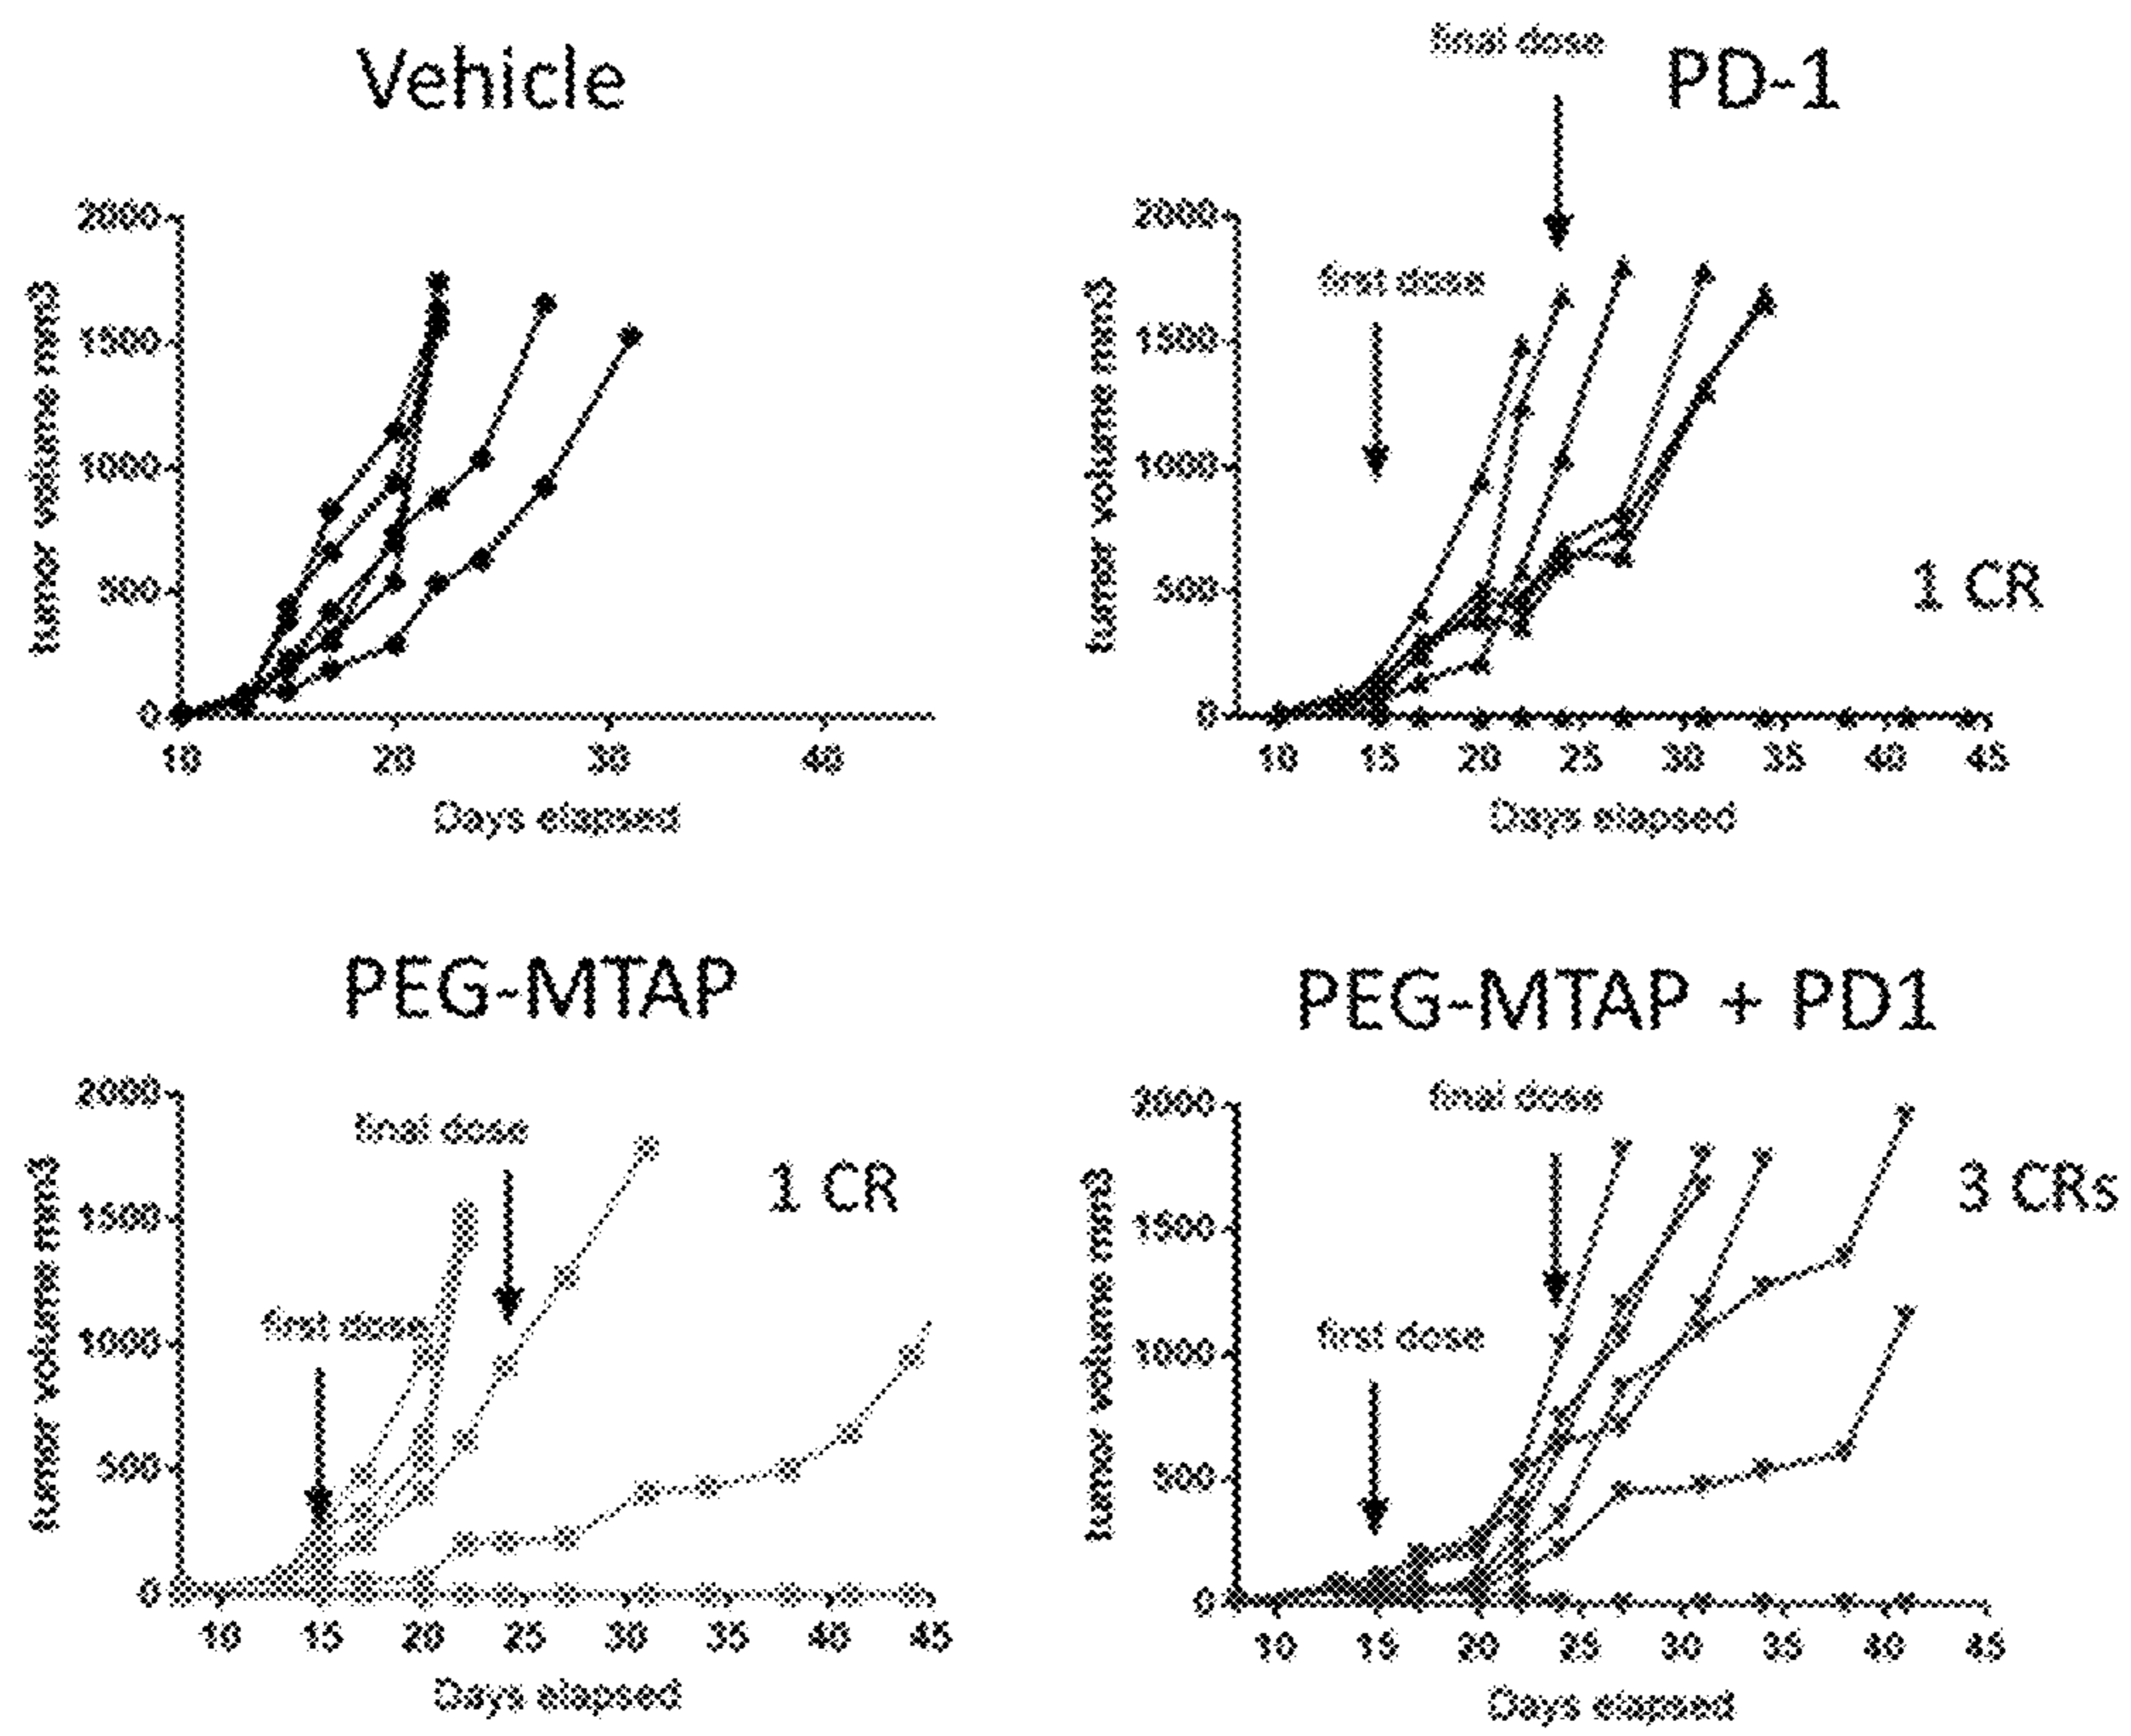 Vehicle
2000
1500
1000
500
0
10 20 30 40
tumor volume mm3
Days elapsed
final dose
PD-1
first dose
2000
1500
1000
500
0
1 CR
10 15 20 25 30 35 40 45
tumor volume mm3
Days elapsed
PEG-MTAP
2000
1500
1000
500
0
final dose
1 CR
first dose
10 15 20 25 30 35 40 45
tumor volume mm3
Days elapsed
PEG-MTAP + PD1
final dose
2000
1500
1000
500
0
3 CRs
first dose
10 15 20 25 30 35 40 45
tumor volume mm3
Days elapsed